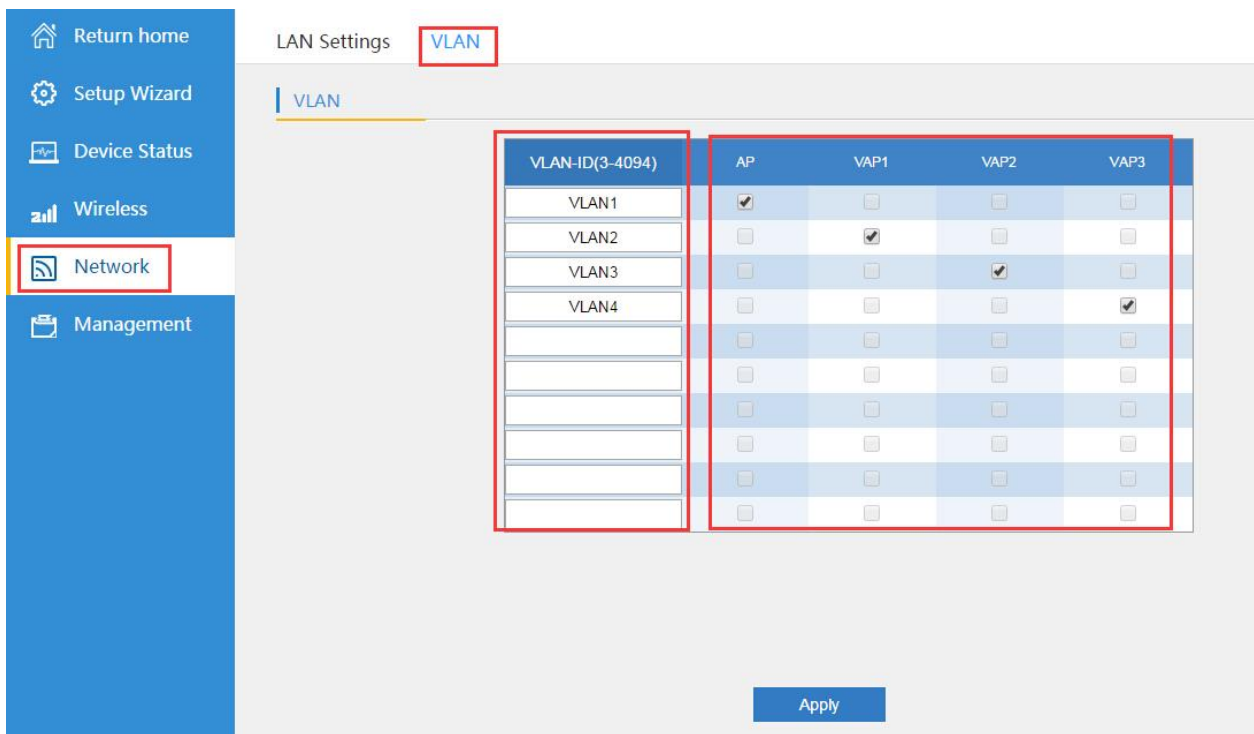 Return home
Setup Wizard
Device Status
Wireless
Network
Management
LAN Settings VLAN
VLAN
VLAN-ID(3-4094) AP VAP1 VAP2 VAP3
VLAN1
VLAN2
VLAN3
VLAN4
Apply